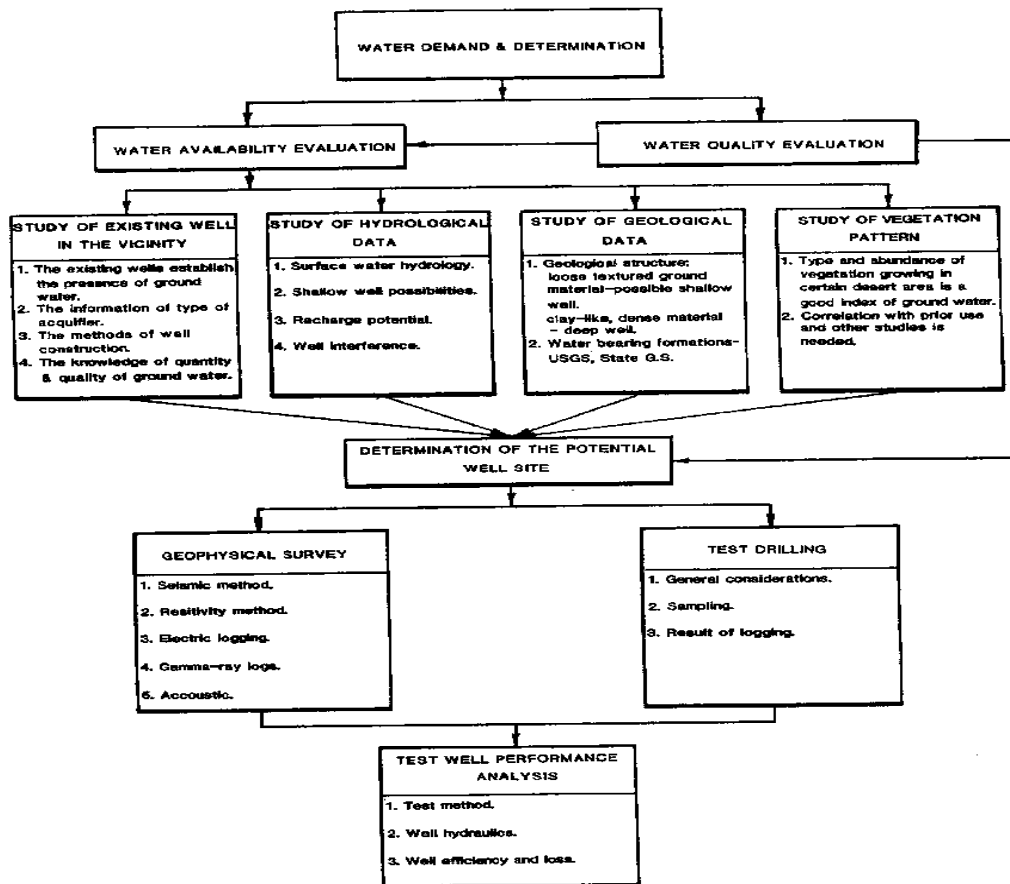 WATER DEMAND & DETERMINATION
WATER AVAILABILITY EVALUATION
WATER QUALITY EVALUATION
STUDY OF EXISTING WELL
IN THE VICINITY
1. The existing wells establish
the presence of ground
water.
2. The information of type of
acquifier.
3. The methods of well
construction.
4. The knowledge of quantity
& quality of ground water.
STUDY OF HYDROLOGICAL
DATA
1. Surface water hydrology.
2. Shallow well possibilities.
3. Recharge potential.
4. Well interference.
STUDY OF GEOLOGICAL
DATA
1. Geological structure:
loose textured ground
material-possible shallow
well.
clay-like, dense material
- deep well.
2. Water bearing formations-
USGS, State G.S.
STUDY OF VEGETATION
PATTERN
1. Type and abundance of
vegetation growing in
certain desert area is a
good index of ground water.
2. Correlation with prior use
and other studies is
needed.
DETERMINATION OF THE POTENTIAL
WELL SITE
GEOPHYSICAL SURVEY
1. Seismic method.
2. Resitivity method.
3. Electric logging.
4. Gamma-ray logs.
5. Accoustic.
TEST DRILLING
1. General considerations.
2. Sampling.
3. Result of logging.
TEST WELL PERFORMANCE
ANALYSIS
1. Test method.
2. Well hydraulics.
3. Well efficiency and loss.